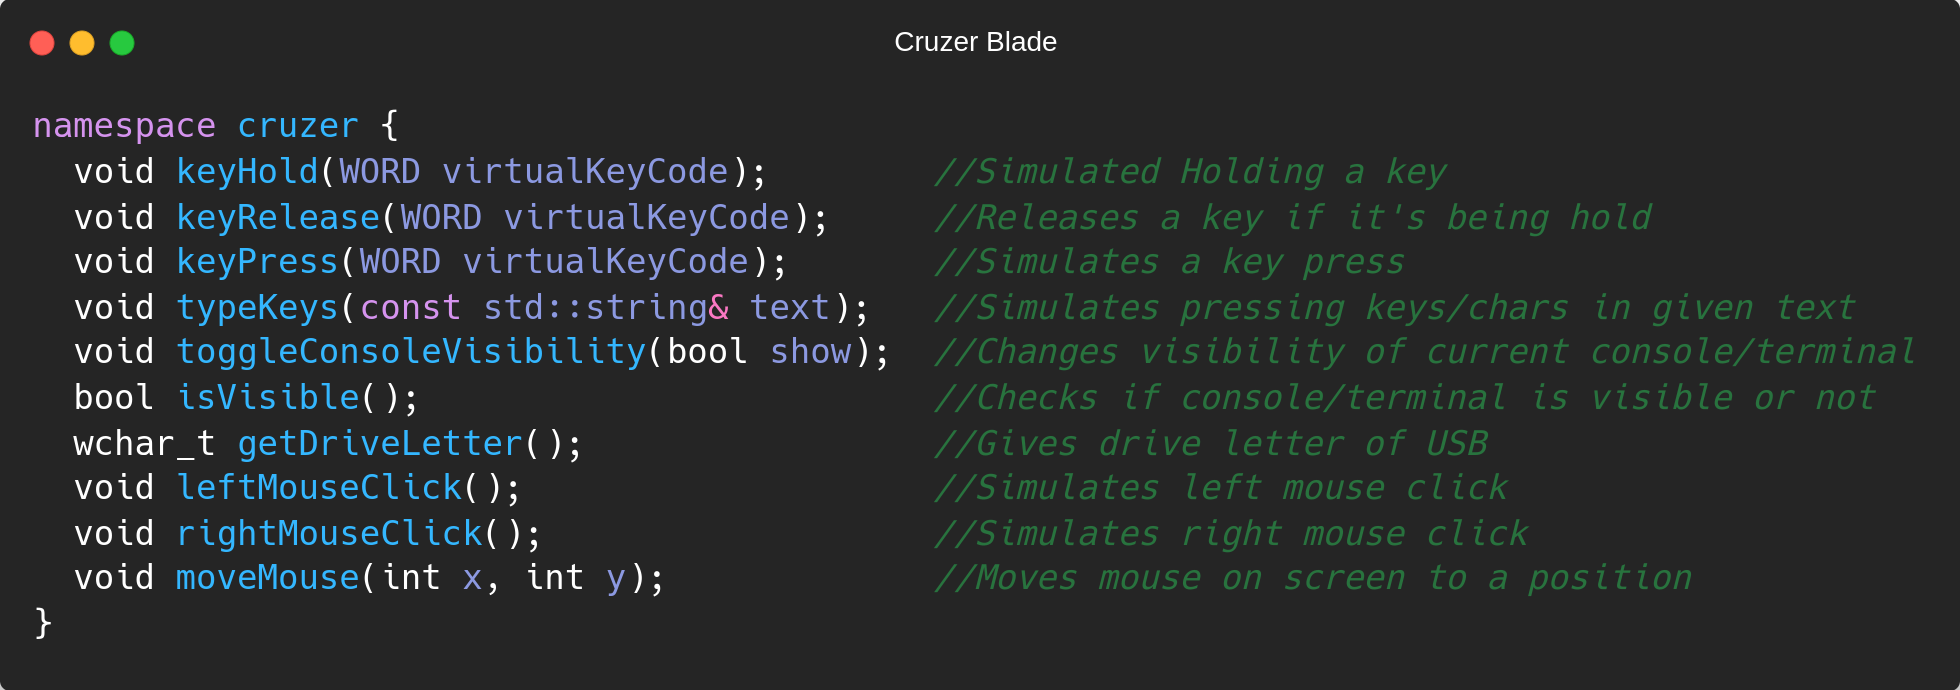 Cruzer Blade
namespace cruzer {
  void keyHold(WORD virtualKeyCode);        //Simulated Holding a key
  void keyRelease(WORD virtualKeyCode);     //Releases a key if it's being hold
  void keyPress(WORD virtualKeyCode);       //Simulates a key press
  void typeKeys(const std::string& text);   //Simulates pressing keys/chars in given text
  void toggleConsoleVisibility(bool show);  //Changes visibility of current console/terminal
  bool isVisible();                         //Checks if console/terminal is visible or not
  wchar_t getDriveLetter();                 //Gives drive letter of USB
  void leftMouseClick();                    //Simulates left mouse click
  void rightMouseClick();                   //Simulates right mouse click
  void moveMouse(int x, int y);             //Moves mouse on screen to a position
}